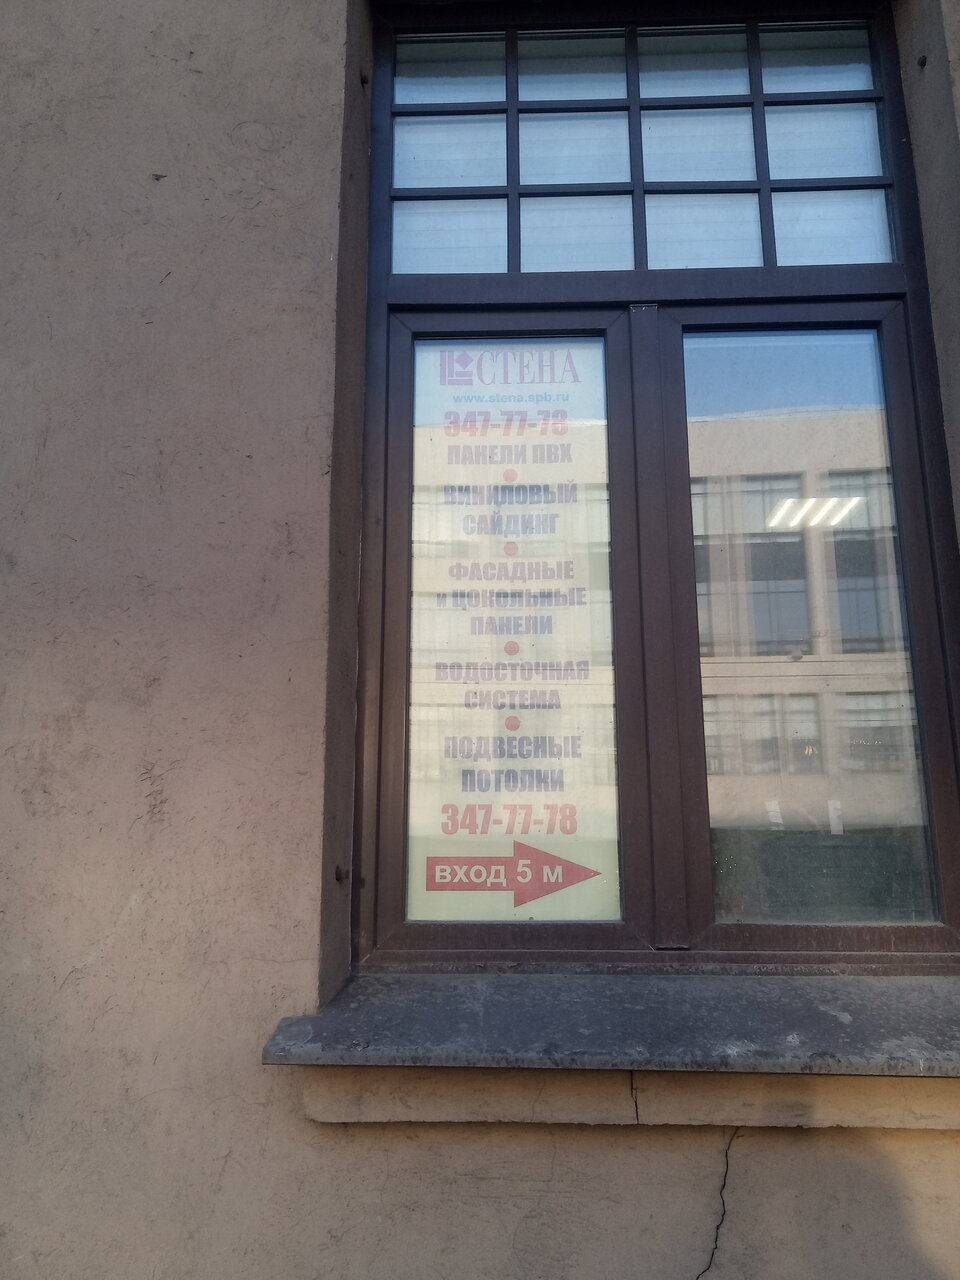 СТЕНА
www.stena.spb.ru
347-77-78
ПАНЕЛИ ПВХ
ВИНИЛОВЫЙ
САЙДИНГ
ФАСАДНЫЕ
и ЦОКОЛЬНЫЕ
ПАНЕЛИ
ВОДОСТОЧНАЯ
СИСТЕМА
ПОДВЕСНЫЕ
ПОТОЛКИ
347-77-78
ВХОД 5 м